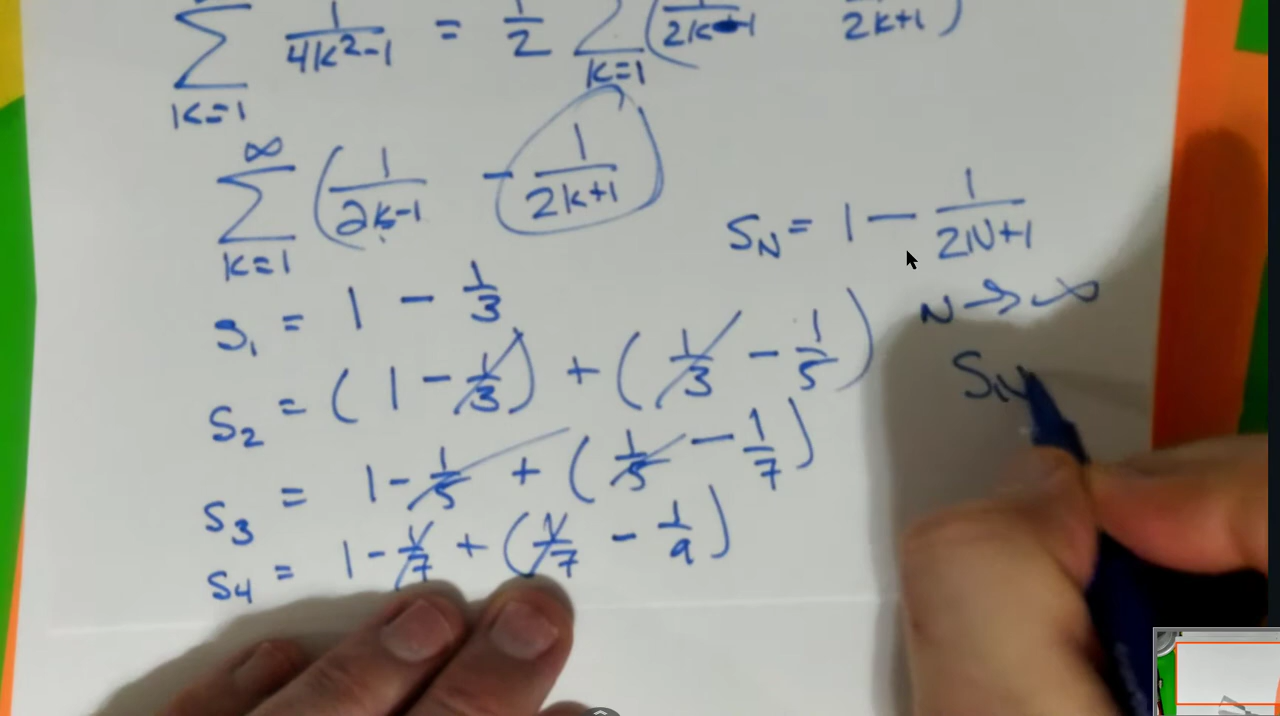 ∑ k=1 1/(4k²-1) = 1/2 ∑ k=1 (1/(2k-1) 2k+1)
∞ ∑ k=1 (1/(2k-1) - 1/(2k+1)
S_N = 1 - 1/(2N+1)
S₁ = 1 - 1/3
N → ∞
S₂ = (1 - 1/3) + (1/3 - 1/5)
S_N
S₃ = 1 - 1/5 + (1/5 - 1/7)
S₄ = 1 - 1/7 + (1/7 - 1/9)